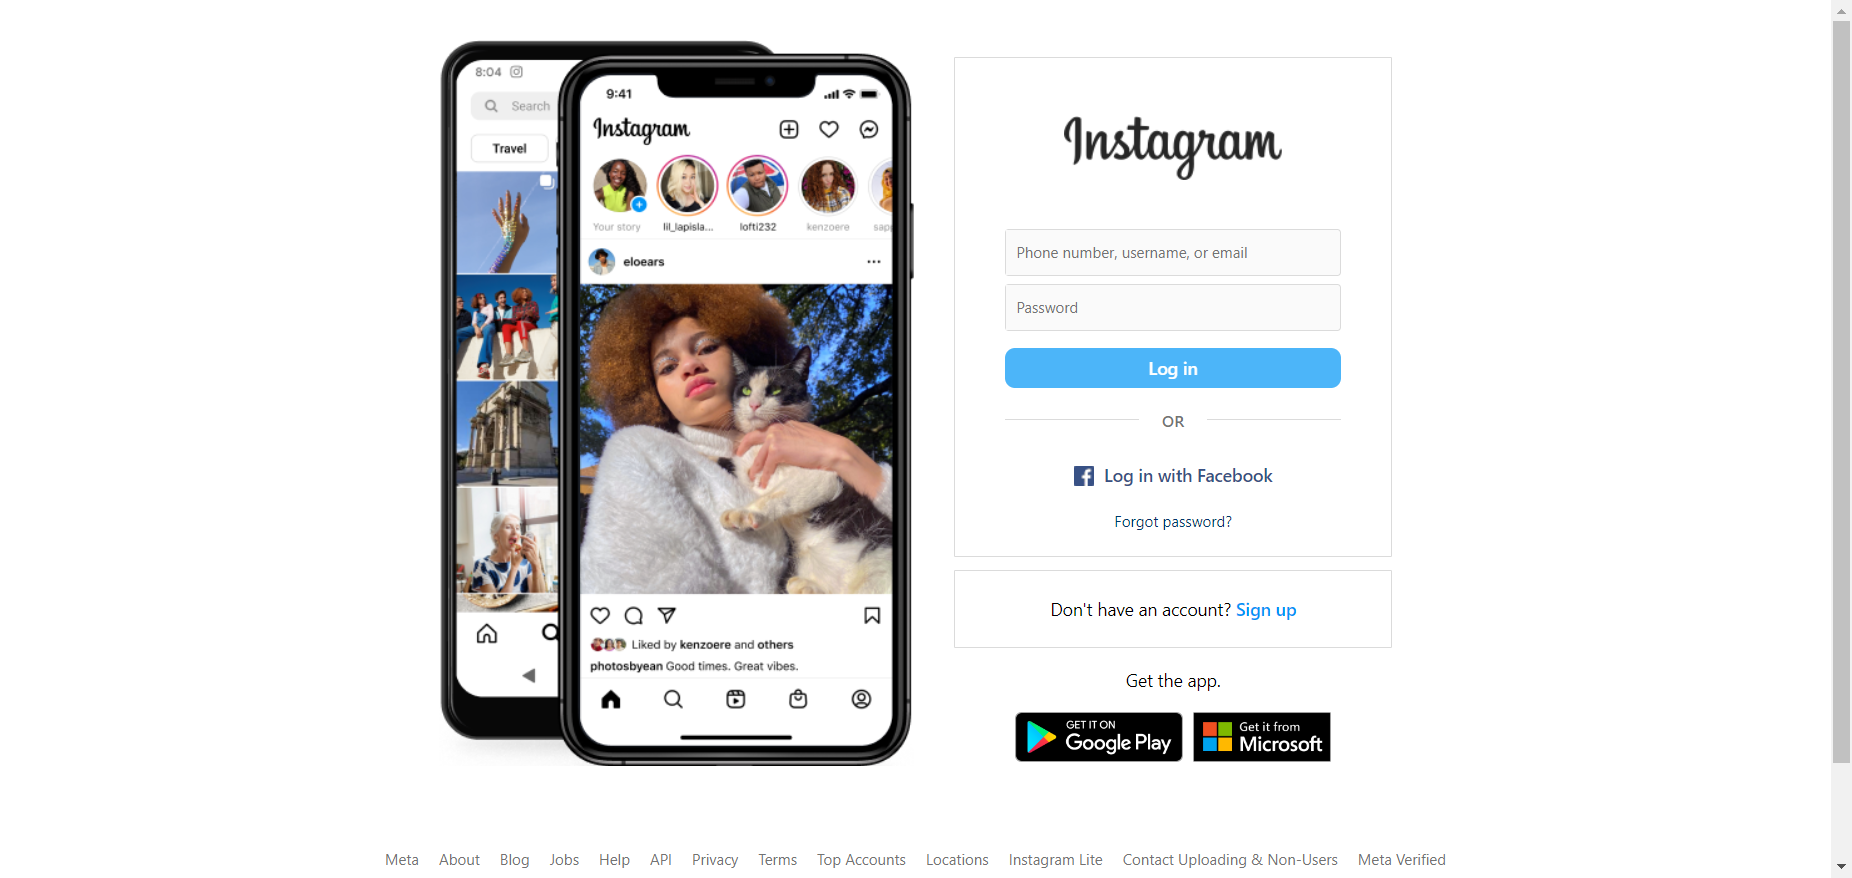 8:04
Search
Travel
9:41
Instagram
Your story
lil_lapisla...
lofti232
kenzoere
sapp
eloears
Liked by kenzoere and others
photosbyean Good times. Great vibes.
Instagram
Phone number, username, or email
Password
Log in
OR
Log in with Facebook
Forgot password?
Don't have an account? Sign up
Get the app.
GET IT ON
Google Play
Get it from
Microsoft
Meta About Blog Jobs Help API Privacy Terms Top Accounts Locations Instagram Lite Contact Uploading & Non-Users Meta Verified